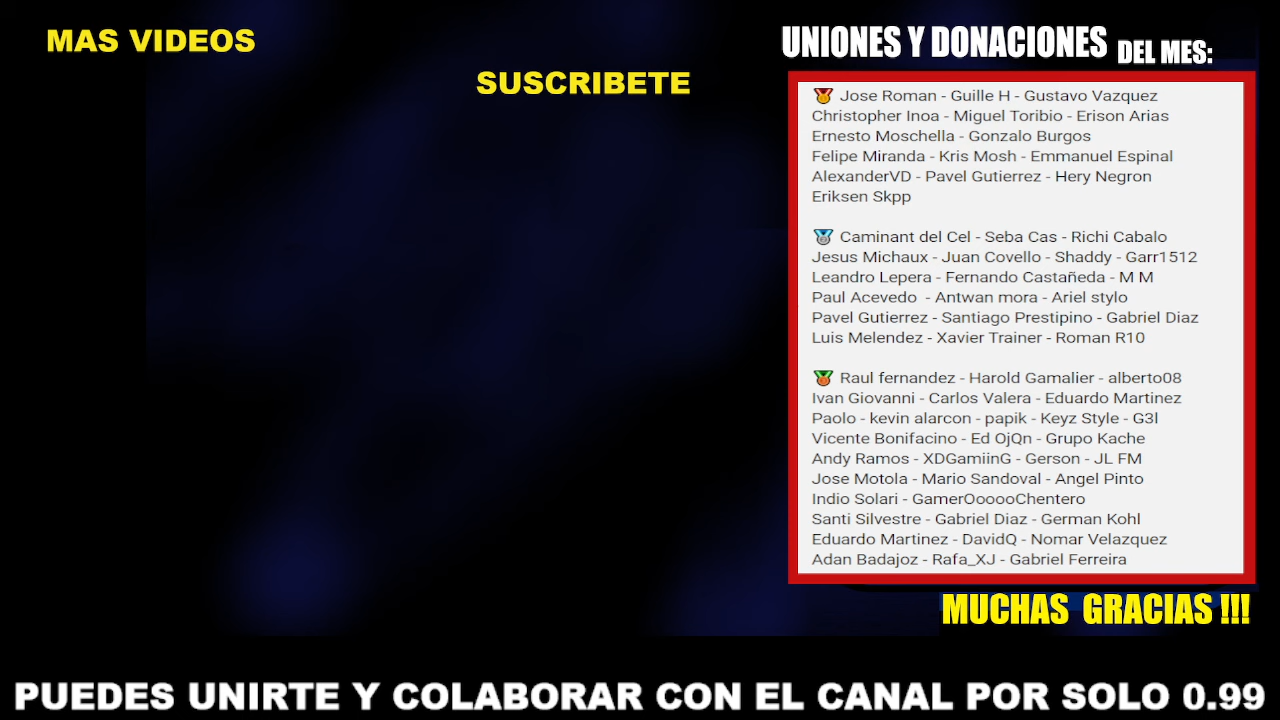 MAS VIDEOS
SUSCRIBETE
UNIONES Y DONACIONES DEL MES:
Jose Roman - Guille H - Gustavo Vazquez
Christopher Inoa - Miguel Toribio - Erison Arias
Ernesto Moschella - Gonzalo Burgos
Felipe Miranda - Kris Mosh - Emmanuel Espinal
AlexanderVD - Pavel Gutierrez - Hery Negron
Eriksen Skpp
Caminant del Cel - Seba Cas - Richi Cabalo
Jesus Michaux - Juan Covello - Shaddy - Garr1512
Leandro Lepera - Fernando Castañeda - M M
Paul Acevedo  - Antwan mora - Ariel stylo
Pavel Gutierrez - Santiago Prestipino - Gabriel Diaz
Luis Melendez - Xavier Trainer - Roman R10
Raul fernandez - Harold Gamalier - alberto08
Ivan Giovanni - Carlos Valera - Eduardo Martinez
Paolo - kevin alarcon - papik - Keyz Style - G3l
Vicente Bonifacino - Ed OjQn - Grupo Kache
Andy Ramos - XDGamiinG - Gerson - JL FM
Jose Motola - Mario Sandoval - Angel Pinto
Indio Solari - GamerOooooChentero
Santi Silvestre - Gabriel Diaz - German Kohl
Eduardo Martinez - DavidQ - Nomar Velazquez
Adan Badajoz - Rafa_XJ - Gabriel Ferreira
MUCHAS GRACIAS !!!
PUEDES UNIRTE Y COLABORAR CON EL CANAL POR SOLO 0.99